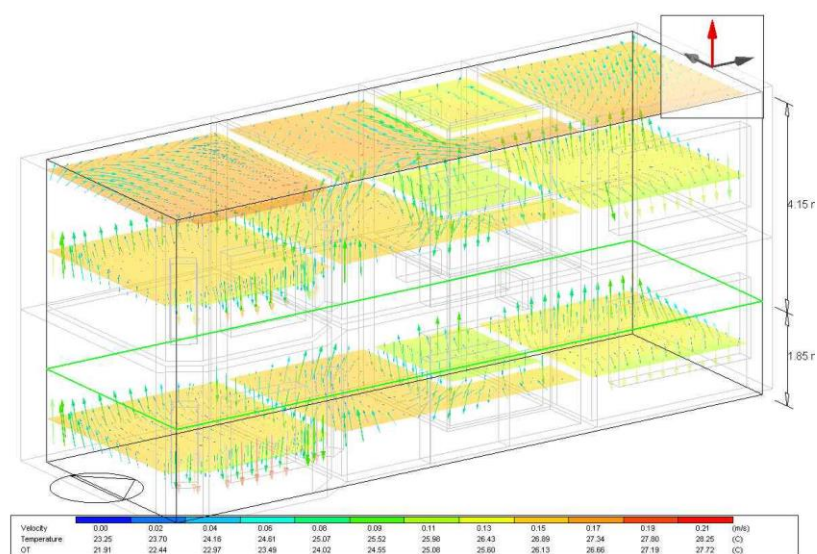 4.15 m
1.85 m
Velocity 0.00 0.02 0.04 0.06 0.08 0.09 0.11 0.13 0.15 0.17 0.19 0.21 (m/s)
Temperature 23.25 23.70 24.16 24.61 25.07 25.52 25.98 26.43 26.89 27.34 27.80 28.25 (C)
OT 21.91 22.44 22.97 23.49 24.02 24.55 25.08 25.60 26.13 26.66 27.19 27.72 (C)